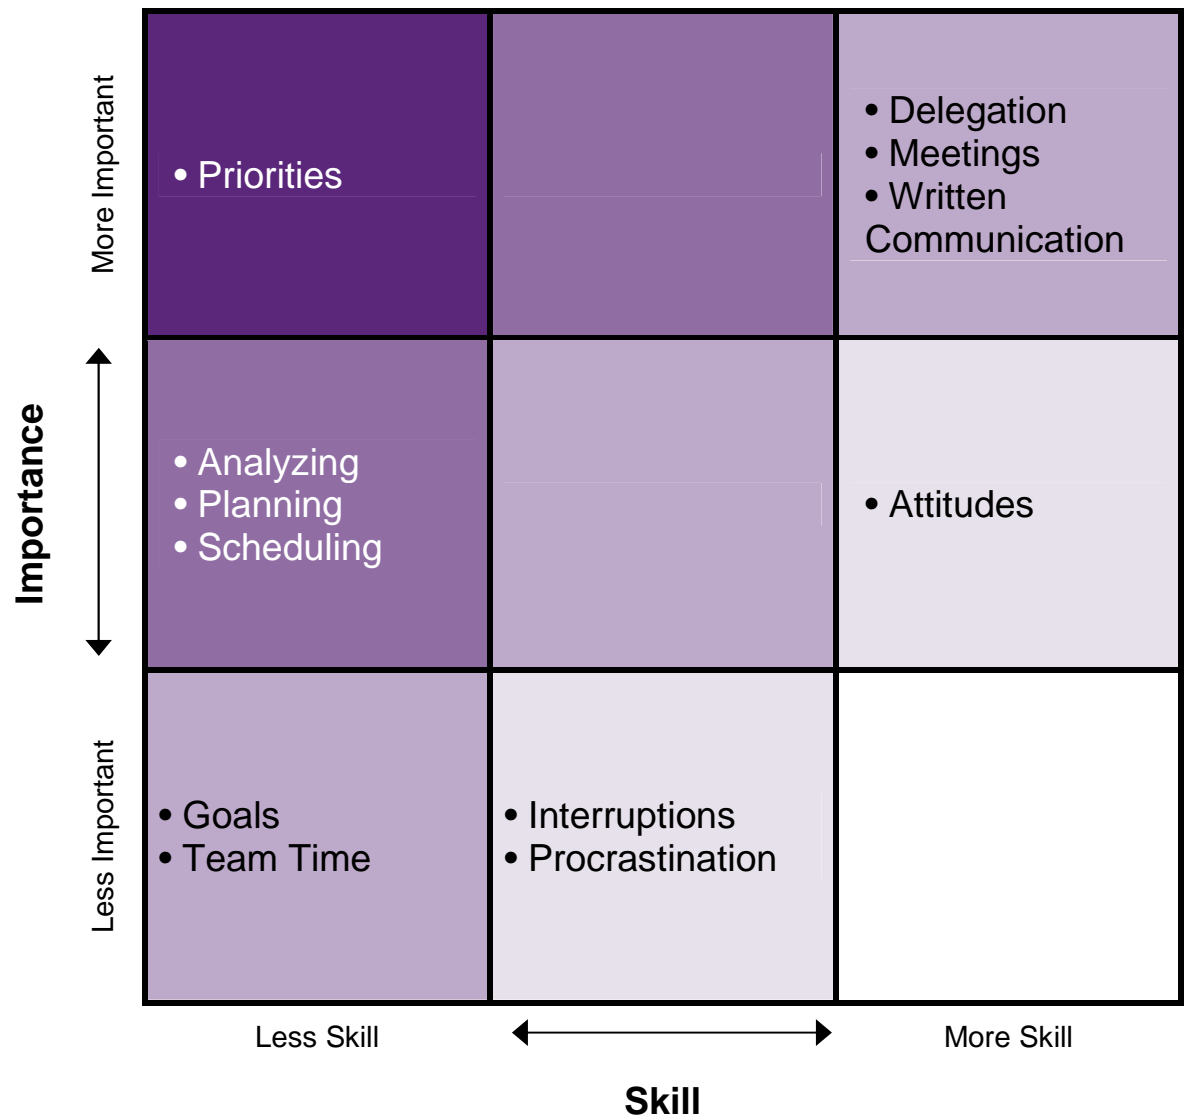 More Important
• Priorities
• Delegation
• Meetings
• Written
Communication
Importance
• Analyzing
• Planning
• Scheduling
• Attitudes
Less Important
• Goals
• Team Time
• Interruptions
• Procrastination
Less Skill
More Skill
Skill